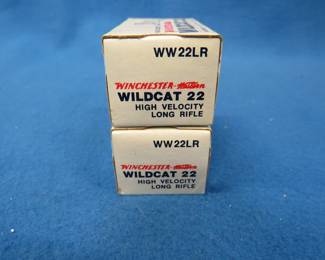 WW22LR
WINCHESTER Western
WILDCAT 22
HIGH VELOCITY
LONG RIFLE
WW22LR
WINCHESTER Western
WILDCAT 22
HIGH VELOCITY
LONG RIFLE